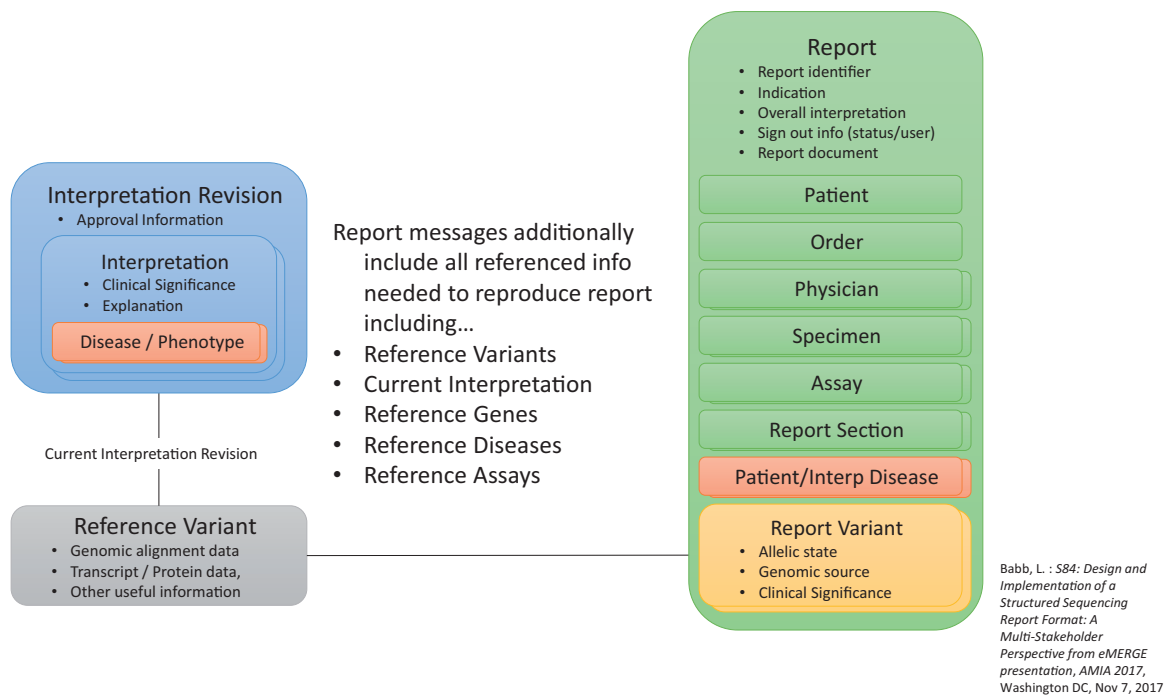 Interpretation Revision
• Approval Information
Interpretation
• Clinical Significance
• Explanation
Disease / Phenotype
Current Interpretation Revision
Reference Variant
• Genomic alignment data
• Transcript / Protein data,
• Other useful information
Report messages additionally
include all referenced info
needed to reproduce report
including...
• Reference Variants
• Current Interpretation
• Reference Genes
• Reference Diseases
• Reference Assays
Report
• Report identifier
• Indication
• Overall interpretation
• Sign out info (status/user)
• Report document
Patient
Order
Physician
Specimen
Assay
Report Section
Patient/Interp Disease
Report Variant
• Allelic state
• Genomic source
• Clinical Significance
Babb, L. : S84: Design and
Implementation of a
Structured Sequencing
Report Format: A
Multi-Stakeholder
Perspective from eMERGE
presentation, AMIA 2017,
Washington DC, Nov 7, 2017